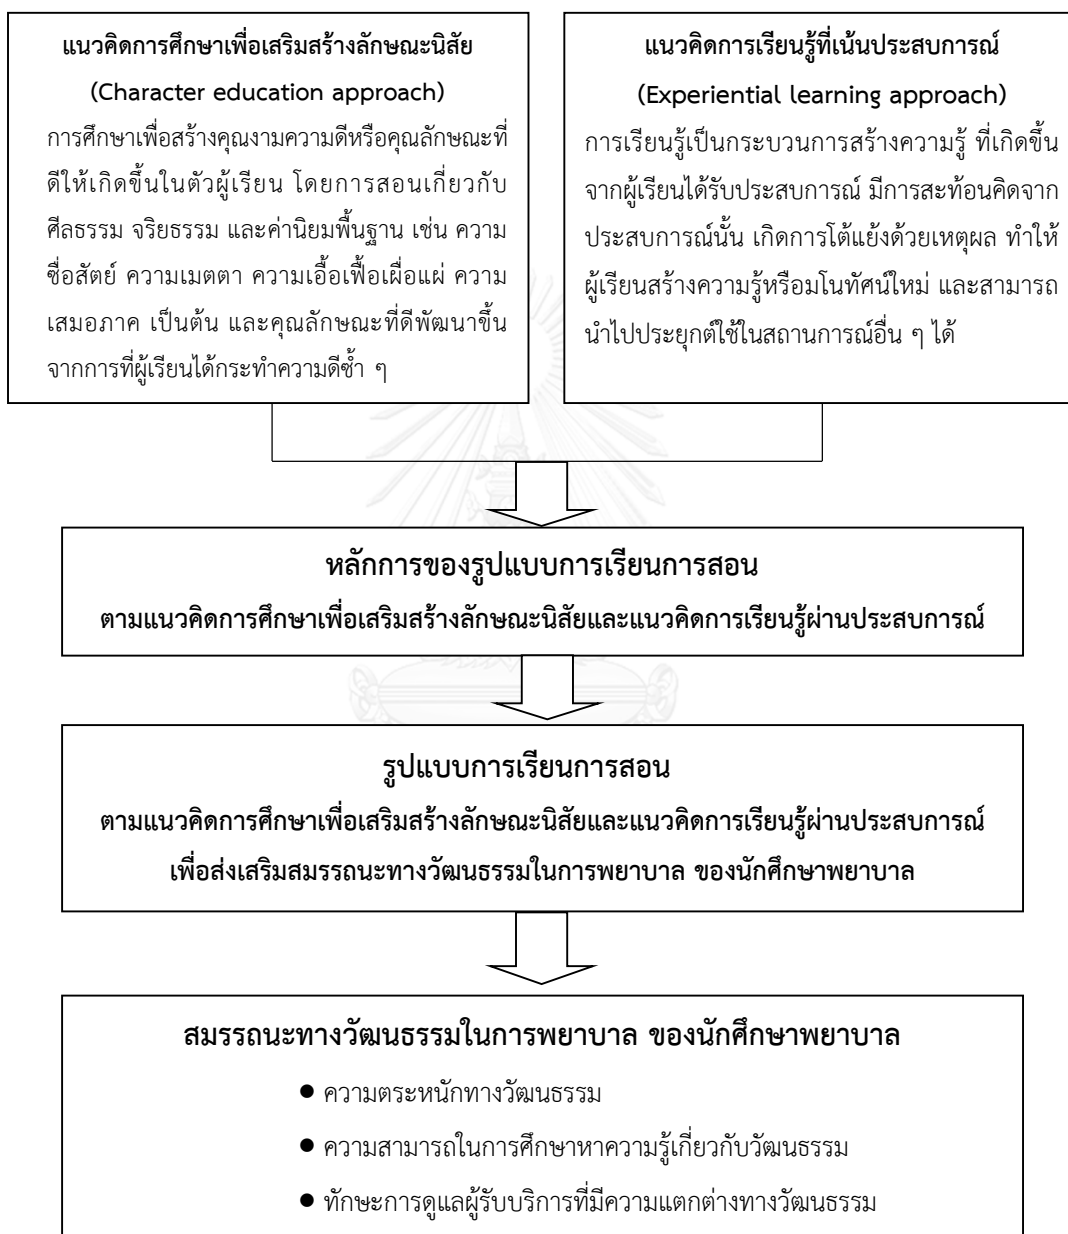 แนวคิดการศึกษาเพื่อเสริมสร้างลักษณะนิสัย
(Character education approach)
การศึกษาเพื่อสร้างคุณงามความดีหรือคุณลักษณะที่
ดีให้เกิดขึ้นในตัวผู้เรียน โดยการสอนเกี่ยวกับ
ศีลธรรม จริยธรรม และค่านิยมพื้นฐาน เช่น ความ
ซื่อสัตย์ ความเมตตา ความเอื้อเฟื้อเผื่อแผ่ ความ
เสมอภาค เป็นต้น และคุณลักษณะที่ดีพัฒนาขึ้น
จากการที่ผู้เรียนได้กระทำความดีซ้ำ ๆ
แนวคิดการเรียนรู้ที่เน้นประสบการณ์
(Experiential learning approach)
การเรียนรู้เป็นกระบวนการสร้างความรู้ ที่เกิดขึ้น
จากผู้เรียนได้รับประสบการณ์ มีการสะท้อนคิดจาก
ประสบการณ์นั้น เกิดการโต้แย้งด้วยเหตุผล ทำให้
ผู้เรียนสร้างความรู้หรือมโนทัศน์ใหม่ และสามารถ
นำไปประยุกต์ใช้ในสถานการณ์อื่น ๆ ได้
หลักการของรูปแบบการเรียนการสอน
ตามแนวคิดการศึกษาเพื่อเสริมสร้างลักษณะนิสัยและแนวคิดการเรียนรู้ผ่านประสบการณ์
รูปแบบการเรียนการสอน
ตามแนวคิดการศึกษาเพื่อเสริมสร้างลักษณะนิสัยและแนวคิดการเรียนรู้ผ่านประสบการณ์
เพื่อส่งเสริมสมรรถนะทางวัฒนธรรมในการพยาบาล ของนักศึกษาพยาบาล
สมรรถนะทางวัฒนธรรมในการพยาบาล ของนักศึกษาพยาบาล
● ความตระหนักทางวัฒนธรรม
● ความสามารถในการศึกษาหาความรู้เกี่ยวกับวัฒนธรรม
● ทักษะการดูแลผู้รับบริการที่มีความแตกต่างทางวัฒนธรรม